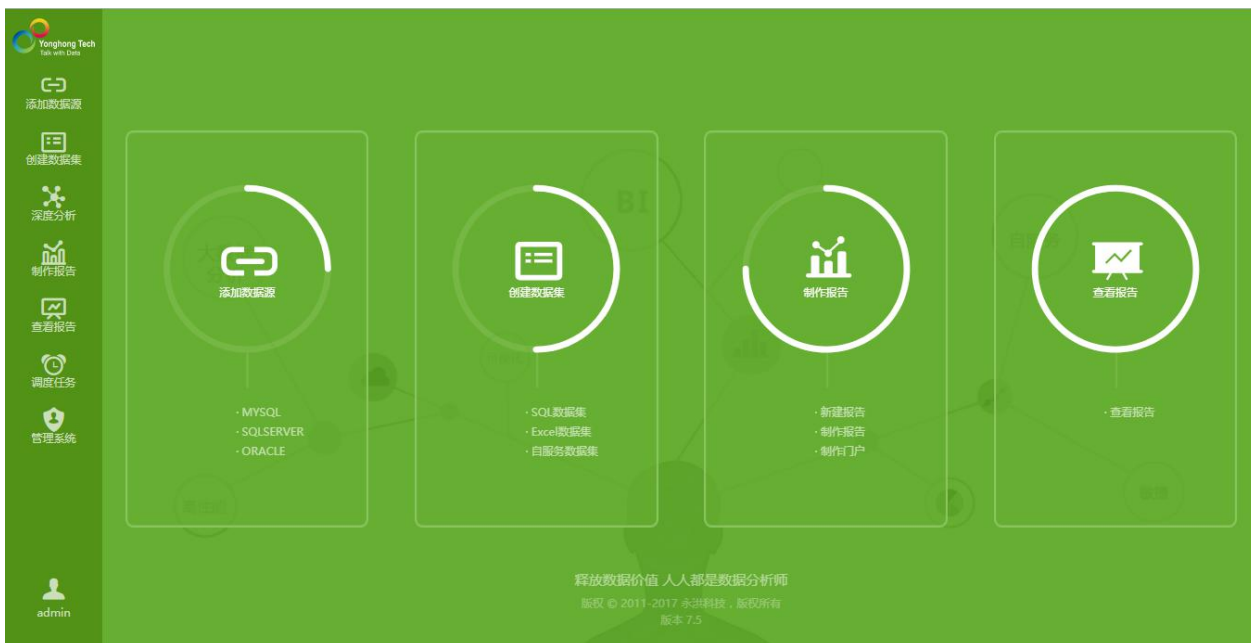 Yonghong Tech
Talk with Data
添加数据源
创建数据集
深度分析
制作报告
查看报告
调度任务
管理系统
admin
BI
添加数据源
· MYSQL
· SQLSERVER
· ORACLE
创建数据集
· SQL数据集
· Excel数据集
· 自服务数据集
制作报告
· 新建报告
· 制作报告
· 制作门户
查看报告
· 查看报告
释放数据价值 人人都是数据分析师
版权 © 2011-2017 永洪科技，版权所有
版本 7.5